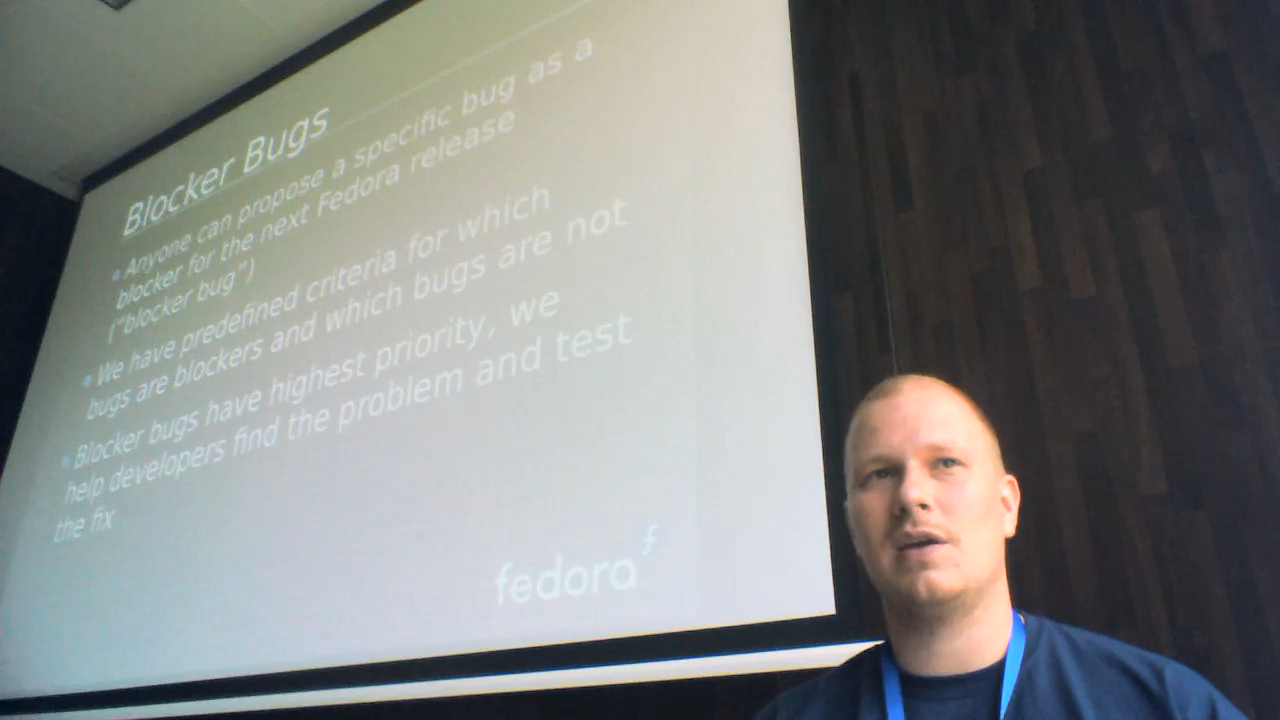 Blocker Bugs
Anyone can propose a specific bug as a
blocker for the next Fedora release
("blocker bug")
We have predefined criteria for which
bugs are blockers and which bugs are not
Blocker bugs have highest priority, we
help developers find the problem and test
the fix
fedora f